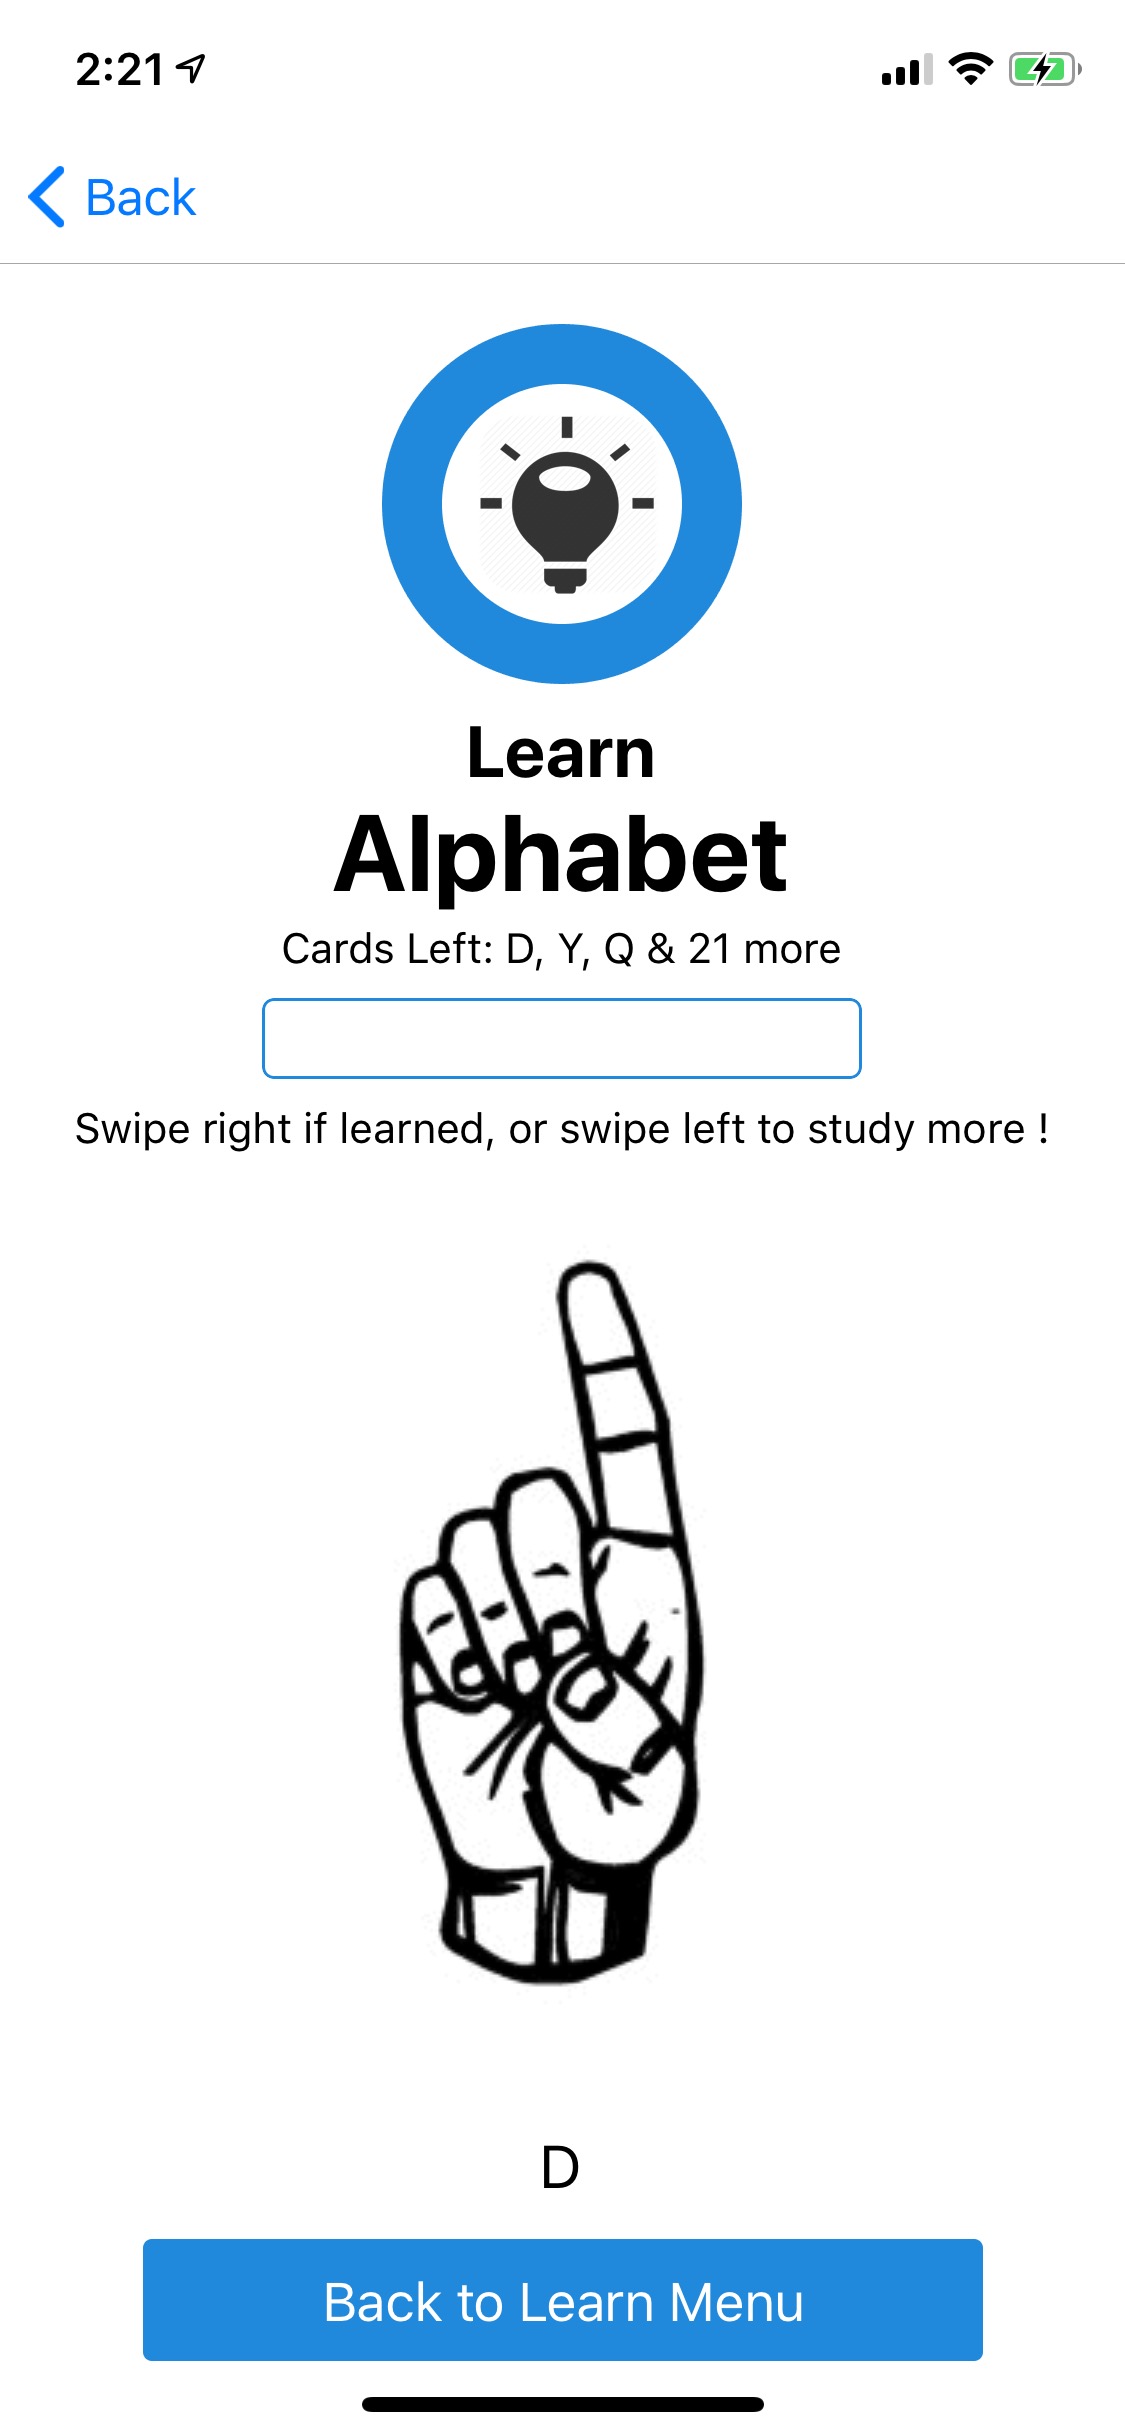 2:21
Back
Learn
Alphabet
Cards Left: D, Y, Q & 21 more
Swipe right if learned, or swipe left to study more !
D
Back to Learn Menu